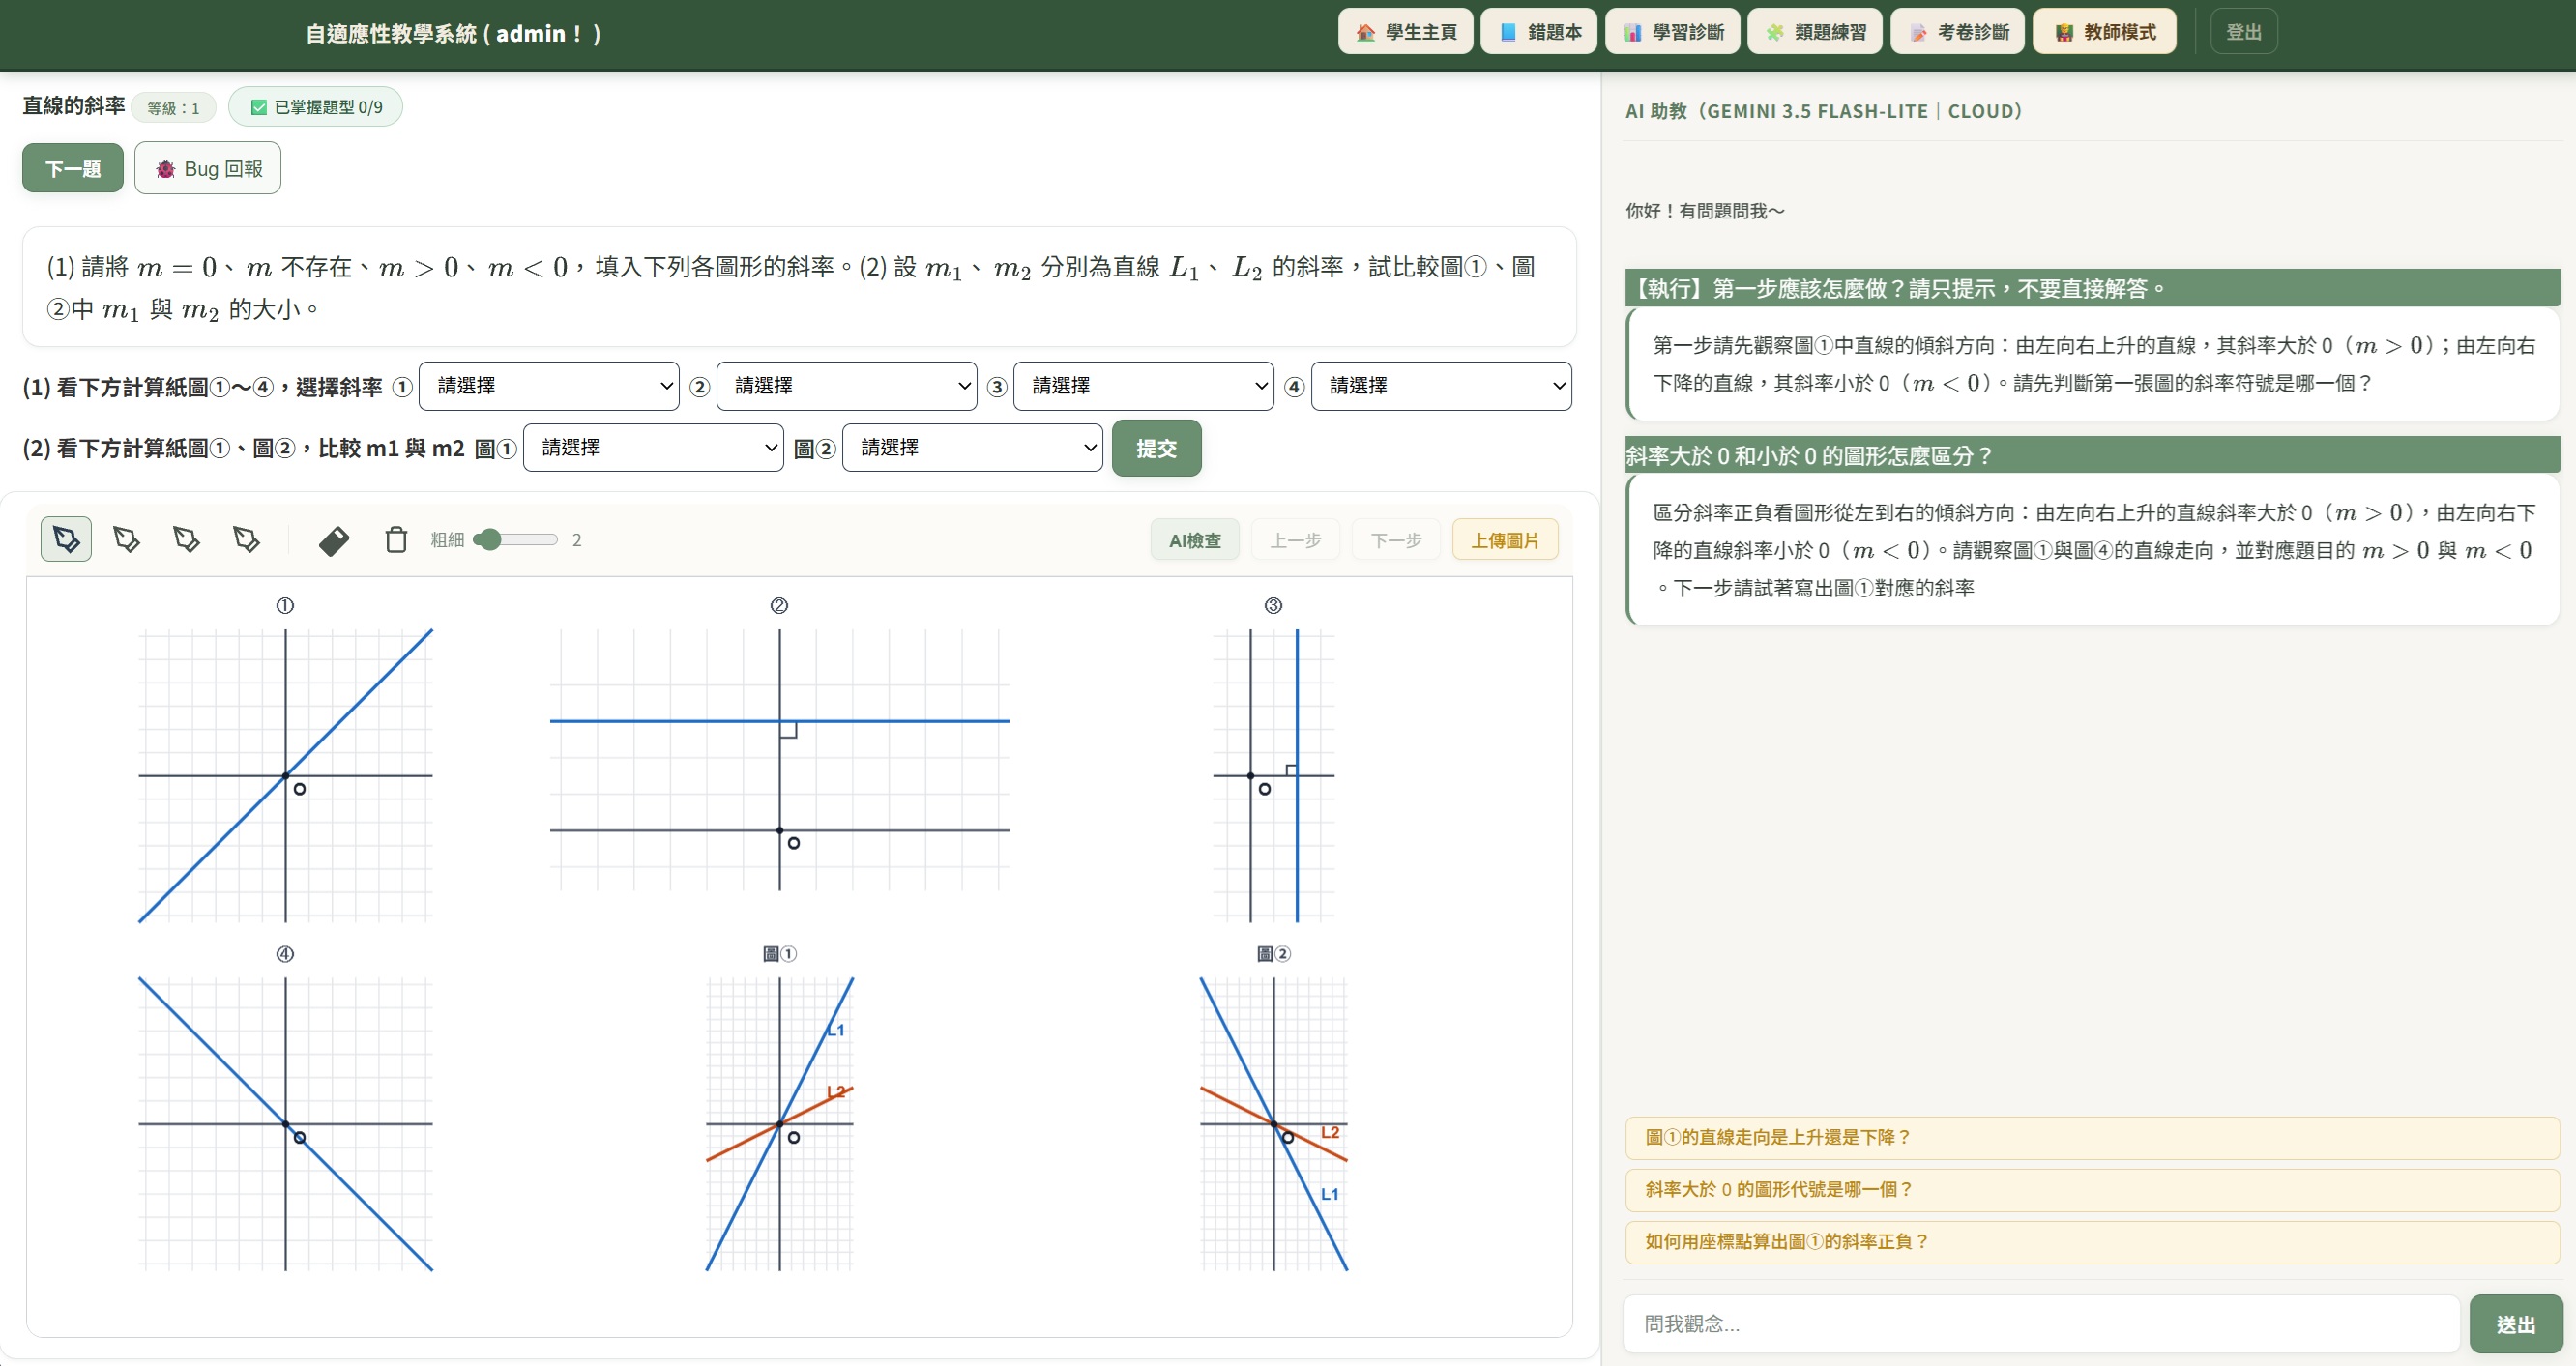 自適應性教學系統 ( admin！ )
學生主頁
錯題本
學習診斷
類題練習
考卷診斷
教師模式
登出
直線的斜率
等級：1
已掌握題型 0/9
下一題
Bug 回報
(1) 請將 m = 0、m 不存在、m > 0、m < 0，填入下列各圖形的斜率。(2) 設 m₁、m₂ 分別為直線 L₁、L₂ 的斜率，試比較圖①、圖
②中 m₁ 與 m₂ 的大小。
(1) 看下方計算紙圖①～④，選擇斜率 ① 請選擇 ② 請選擇 ③ 請選擇 ④ 請選擇
(2) 看下方計算紙圖①、圖②，比較 m1 與 m2 圖① 請選擇 圖② 請選擇 提交
粗細 2
AI檢查
上一步
下一步
上傳圖片
① ② ③
O
O
O
④ 圖① 圖②
O
L1
L2
O
L2
O
L1
AI 助教（GEMINI 3.5 FLASH-LITE｜CLOUD）
你好！有問題問我～
【執行】第一步應該怎麼做？請只提示，不要直接解答。
第一步請先觀察圖①中直線的傾斜方向：由左向右上升的直線，其斜率大於 0（m > 0）；由左向右
下降的直線，其斜率小於 0（m < 0）。請先判斷第一張圖的斜率符號是哪一個？
斜率大於 0 和小於 0 的圖形怎麼區分？
區分斜率正負看圖形從左到右的傾斜方向：由左向右上升的直線斜率大於 0（m > 0），由左向右下
降的直線斜率小於 0（m < 0）。請觀察圖①與圖④的直線走向，並對應題目的 m > 0 與 m < 0
。下一步請試著寫出圖①對應的斜率
圖①的直線走向是上升還是下降？
斜率大於 0 的圖形代號是哪一個？
如何用座標點算出圖①的斜率正負？
問我觀念...
送出